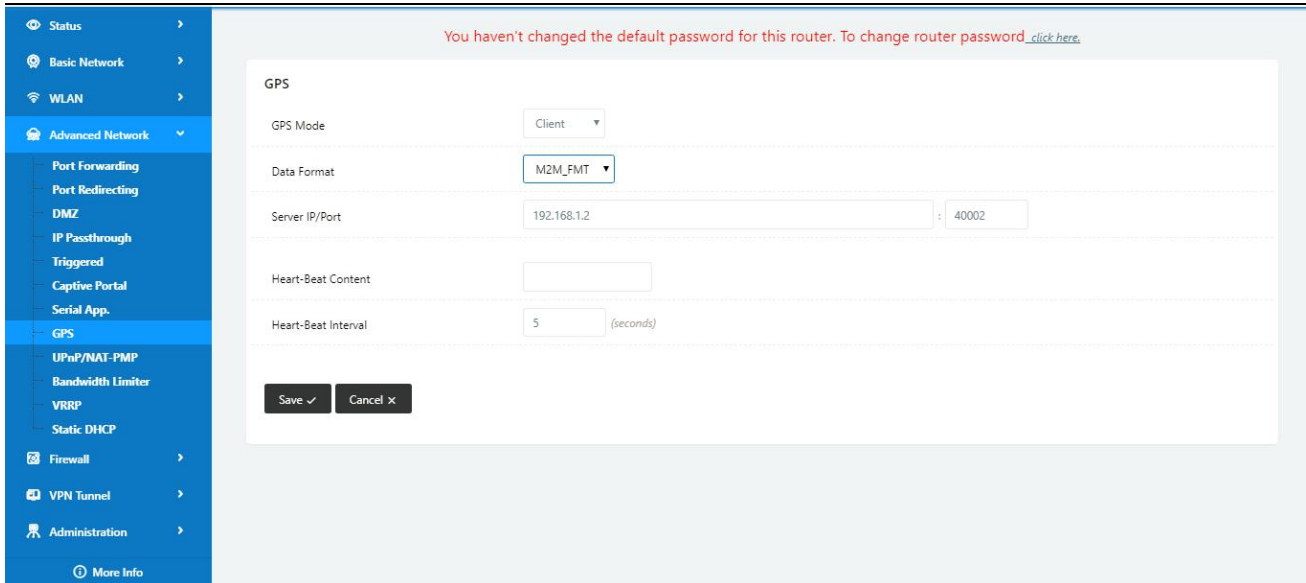 Status
You haven't changed the default password for this router. To change router password click here.
Basic Network
WLAN
Advanced Network
Port Forwarding
Port Redirecting
DMZ
IP Passthrough
Triggered
Captive Portal
Serial App.
GPS
UPnP/NAT-PMP
Bandwidth Limiter
VRRP
Static DHCP
Firewall
VPN Tunnel
Administration
More Info
GPS
GPS Mode Client
Data Format M2M_FMT
Server IP/Port 192.168.1.2 : 40002
Heart-Beat Content
Heart-Beat Interval 5 (seconds)
Save Cancel